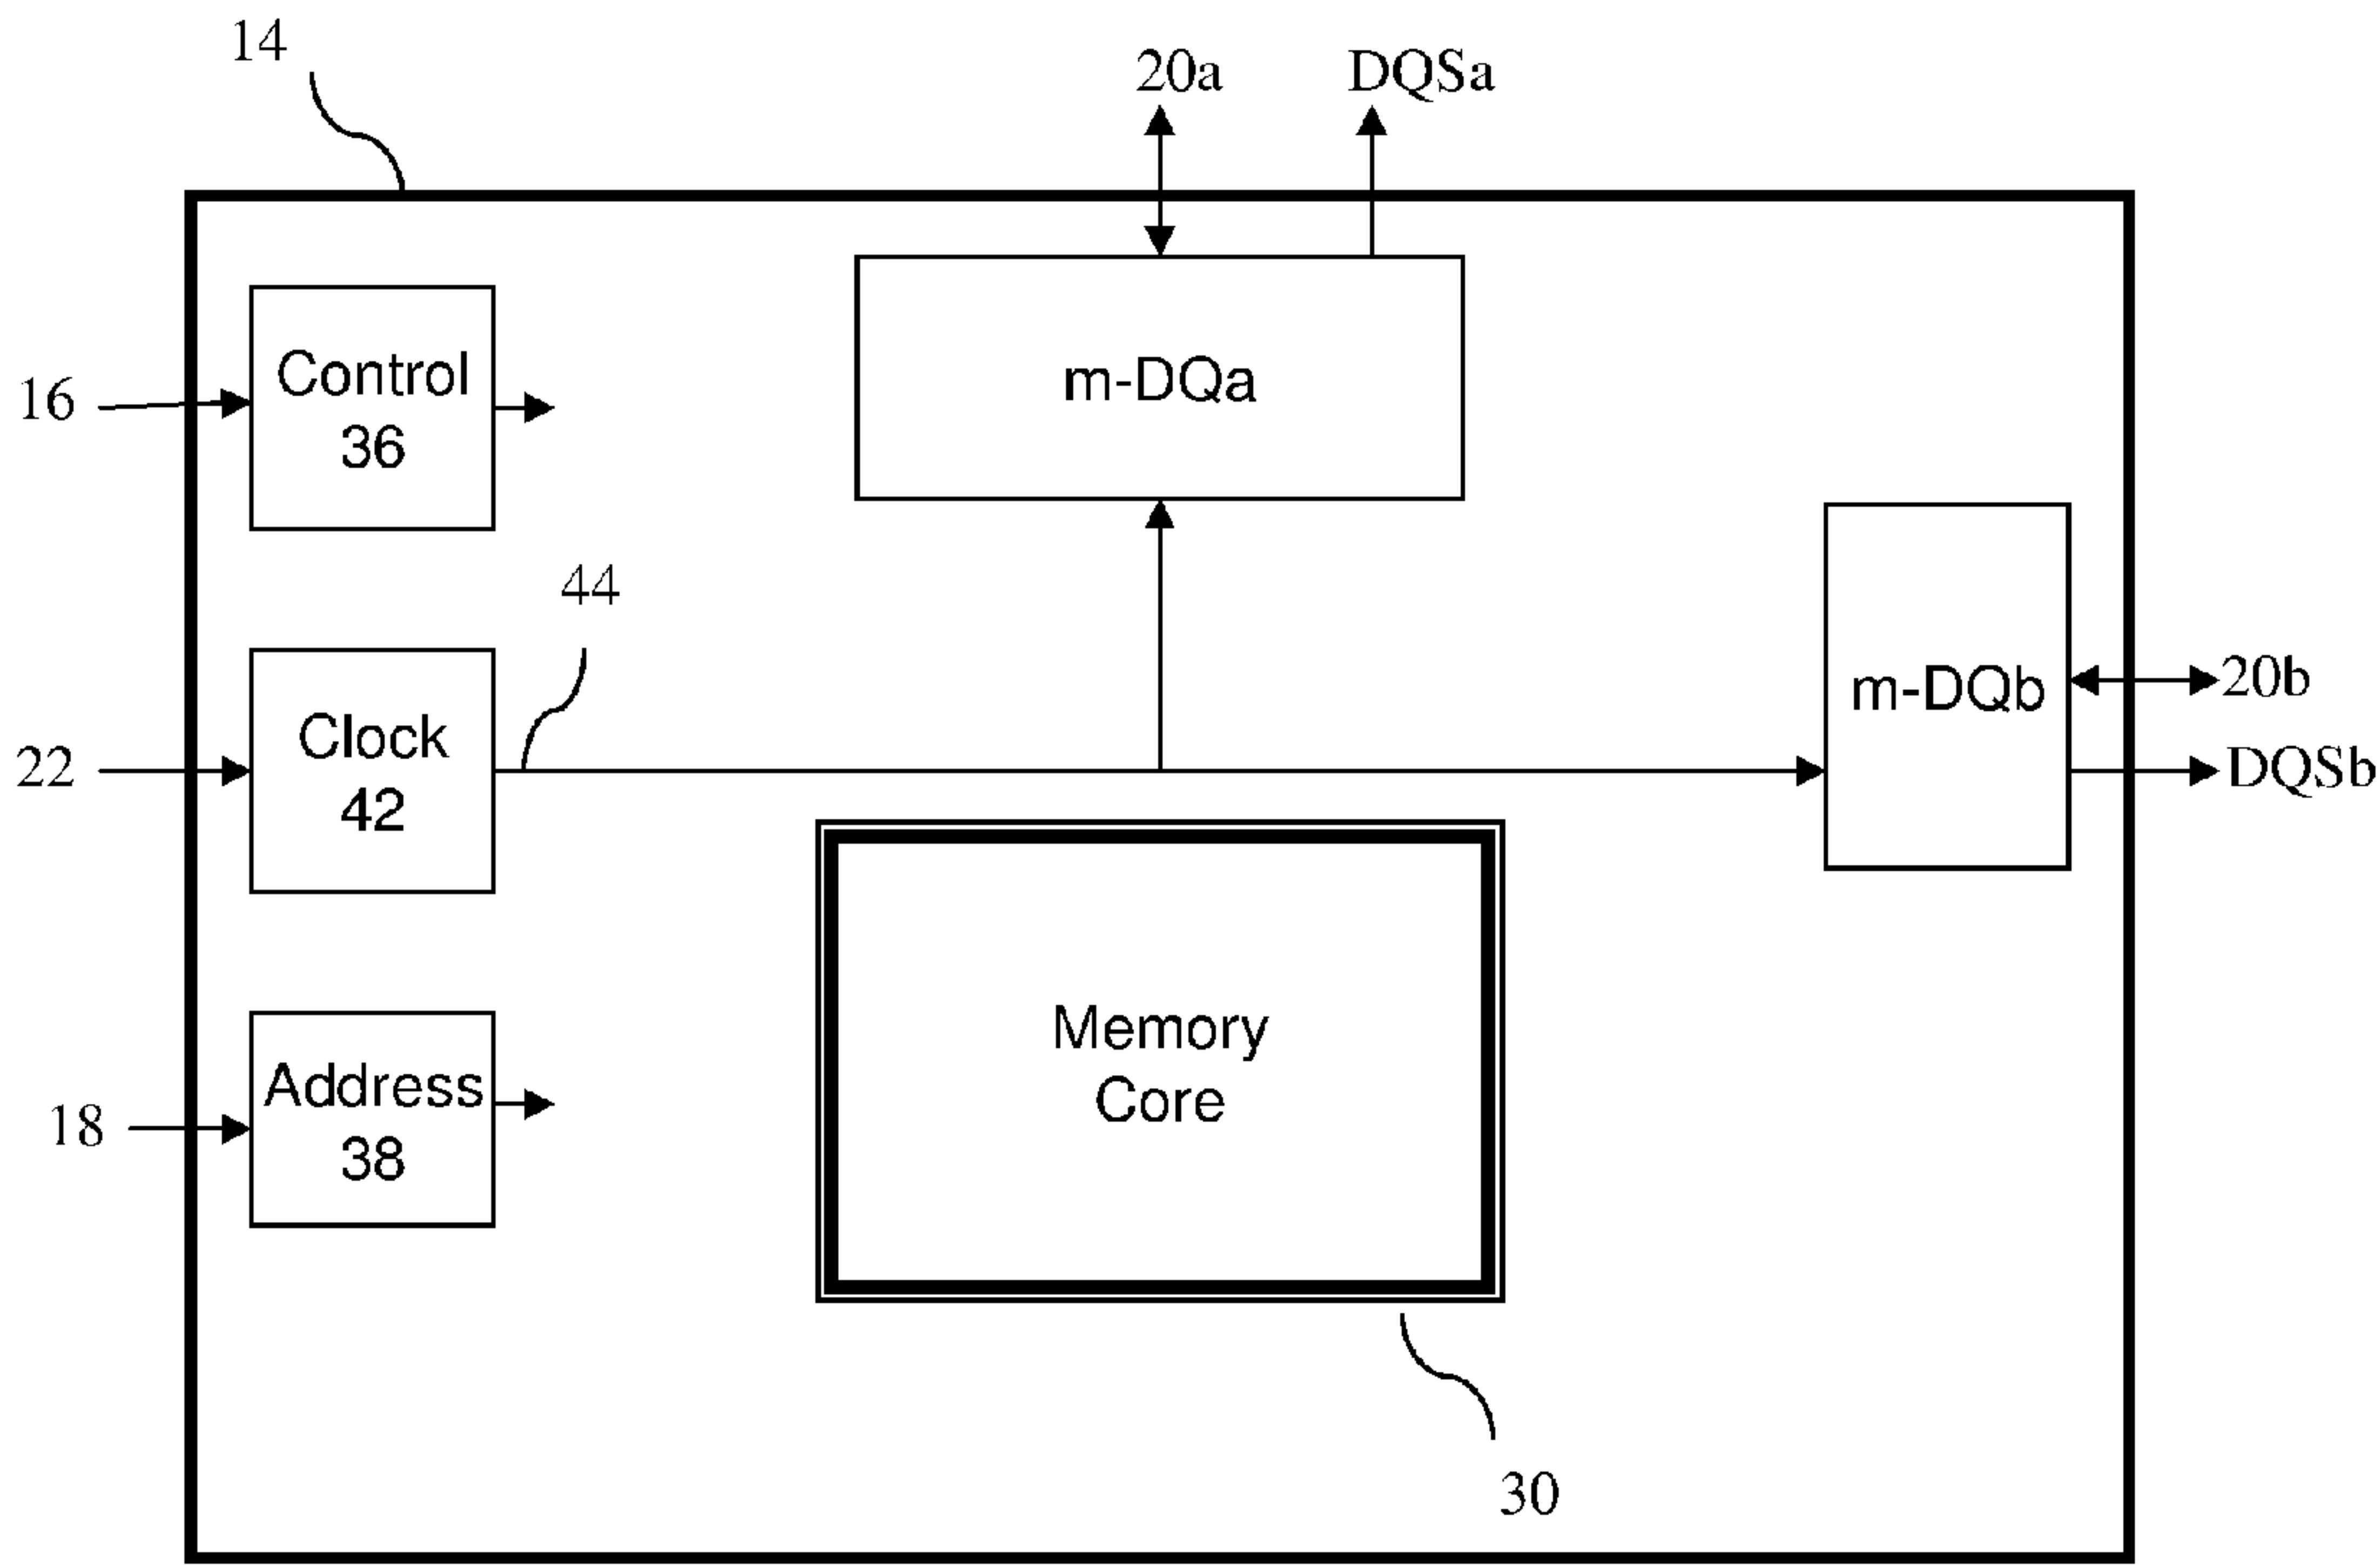 14
20a
DQSa
Control
36
m-DQa
16
44
m-DQb
20b
Clock
42
22
DQSb
Memory
Core
Address
38
18
30